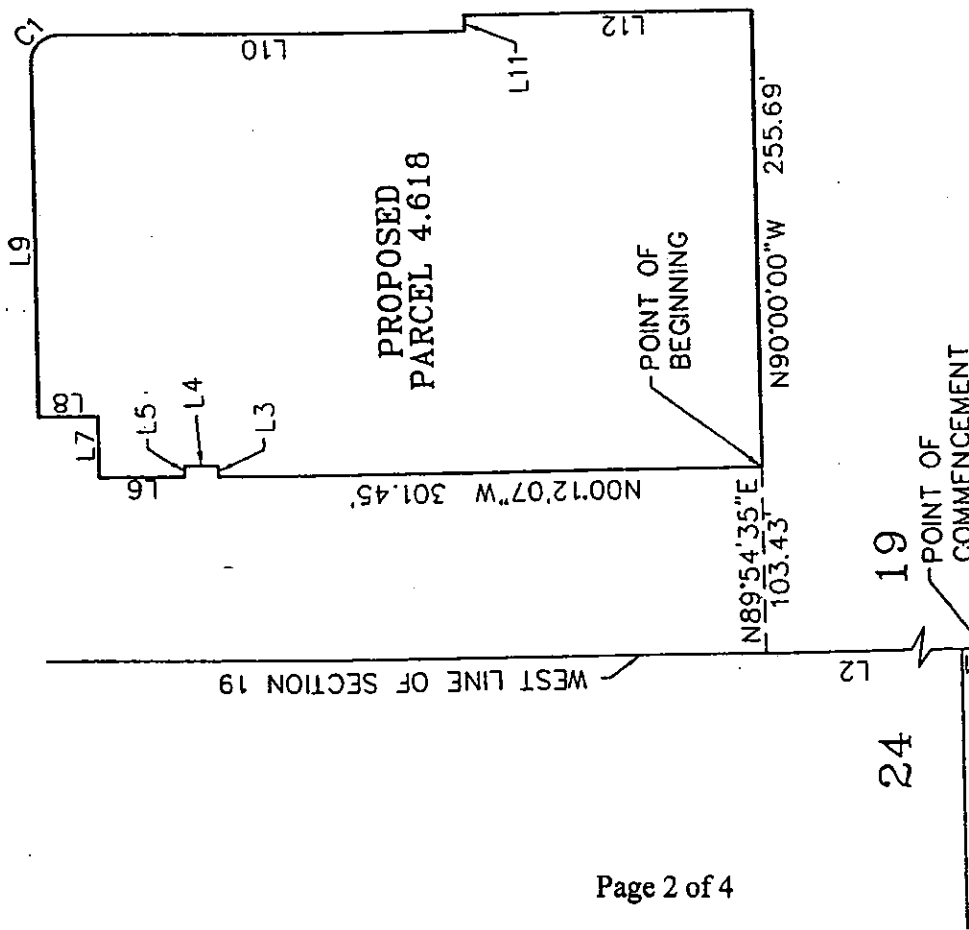 C1
L9
L10
L11
L12
L8
L7
L5
L4
L3
L6
PROPOSED
PARCEL 4.618
N00°12'07"W 301.45'
POINT OF
BEGINNING
255.69'
N90°00'00"W
N89°54'35"E
103.43'
WEST LINE OF SECTION 19
L2
19
24
POINT OF
COMMENCEMENT
Page 2 of 4